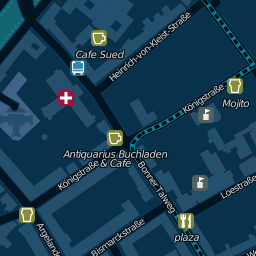 Cafe Sued
Heinrich-von-Kleist-Straße
Mojito
Königstraße
Antiquarius Buchladen
& Cafe
Königstraße
Bonner Talweg
Loestraße
Bismarckstraße
plaza